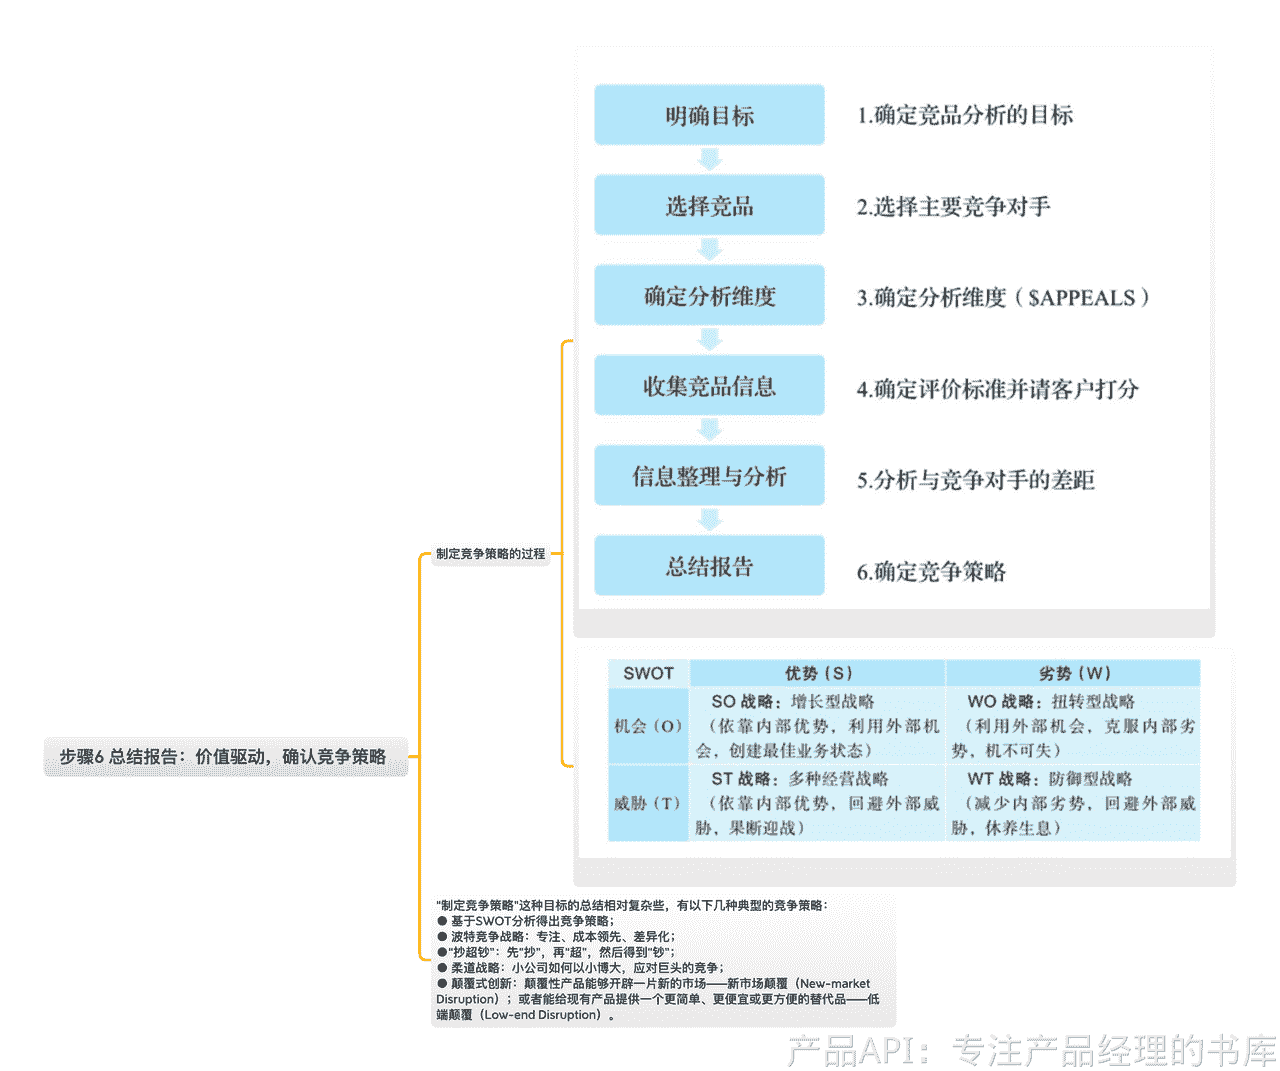 明确目标
1.确定竞品分析的目标
选择竞品
2.选择主要竞争对手
确定分析维度
3.确定分析维度（$APPEALS）
收集竞品信息
4.确定评价标准并请客户打分
信息整理与分析
5.分析与竞争对手的差距
总结报告
6.确定竞争策略
制定竞争策略的过程
SWOT
优势（S）
劣势（W）
机会（O）
SO 战略：增长型战略
（依靠内部优势，利用外部机
会，创建最佳业务状态）
WO 战略：扭转型战略
（利用外部机会，克服内部劣
势，机不可失）
威胁（T）
ST 战略：多种经营战略
（依靠内部优势，回避外部威
胁，果断迎战）
WT 战略：防御型战略
（减少内部劣势，回避外部威
胁，休养生息）
步骤6 总结报告：价值驱动，确认竞争策略
“制定竞争策略”这种目标的总结相对复杂些，有以下几种典型的竞争策略：
● 基于SWOT分析得出竞争策略；
● 波特竞争战略：专注、成本领先、差异化；
●“抄超钞”：先“抄”，再“超”，然后得到“钞”；
● 柔道战略：小公司如何以小博大，应对巨头的竞争；
● 颠覆式创新：颠覆性产品能够开辟一片新的市场——新市场颠覆（New-market
Disruption）；或者能给现有产品提供一个更简单、更便宜或更方便的替代品——低
端颠覆（Low-end Disruption）。
产品API：专注产品经理的书库